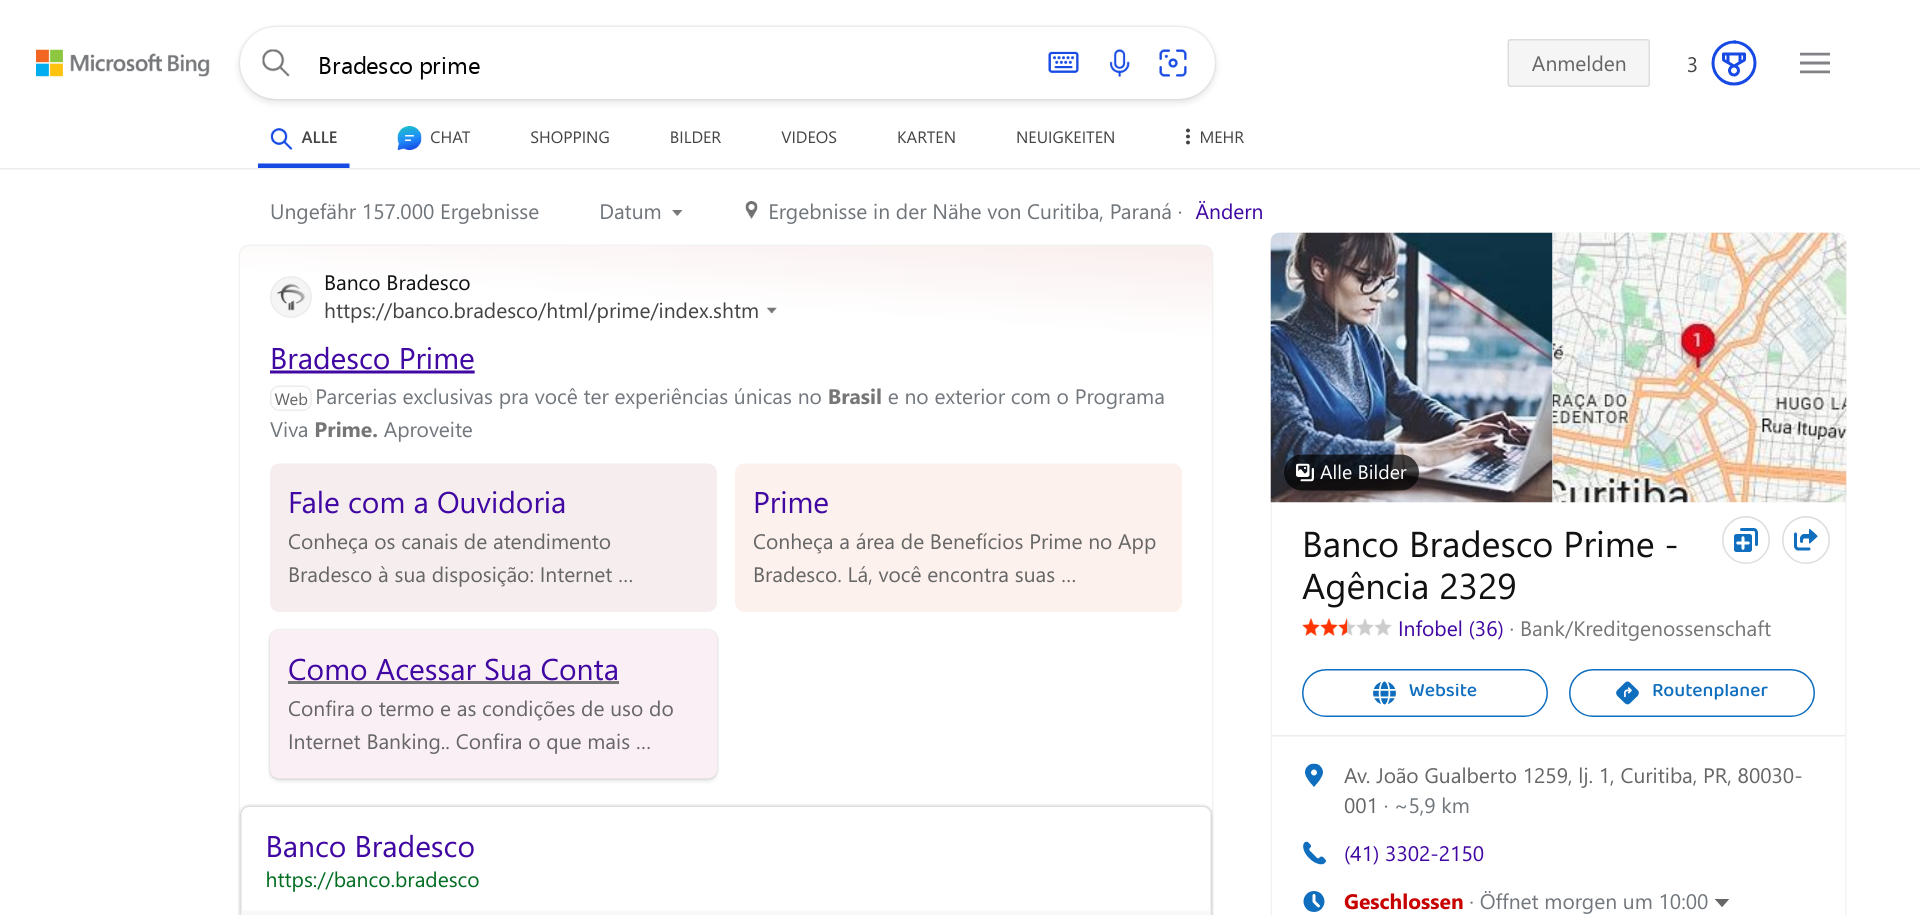 Microsoft Bing
Bradesco prime
Anmelden
3
ALLE
CHAT
SHOPPING
BILDER
VIDEOS
KARTEN
NEUIGKEITEN
MEHR
Ungefähr 157.000 Ergebnisse
Datum
Ergebnisse in der Nähe von Curitiba, Paraná · Ändern
Banco Bradesco
https://banco.bradesco/html/prime/index.shtm
Bradesco Prime
Web Parcerias exclusivas pra você ter experiências únicas no Brasil e no exterior com o Programa
Viva Prime. Aproveite
Fale com a Ouvidoria
Conheça os canais de atendimento
Bradesco à sua disposição: Internet ...
Prime
Conheça a área de Benefícios Prime no App
Bradesco. Lá, você encontra suas ...
Como Acessar Sua Conta
Confira o termo e as condições de uso do
Internet Banking.. Confira o que mais ...
Banco Bradesco
https://banco.bradesco
Alle Bilder
1
RAÇA DO
EDENTOR
HUGO LA
Rua Itupav
Curitiba
Banco Bradesco Prime -
Agência 2329
Infobel (36) · Bank/Kreditgenossenschaft
Website
Routenplaner
Av. João Gualberto 1259, lj. 1, Curitiba, PR, 80030-
001 · ~5,9 km
(41) 3302-2150
Geschlossen · Öffnet morgen um 10:00